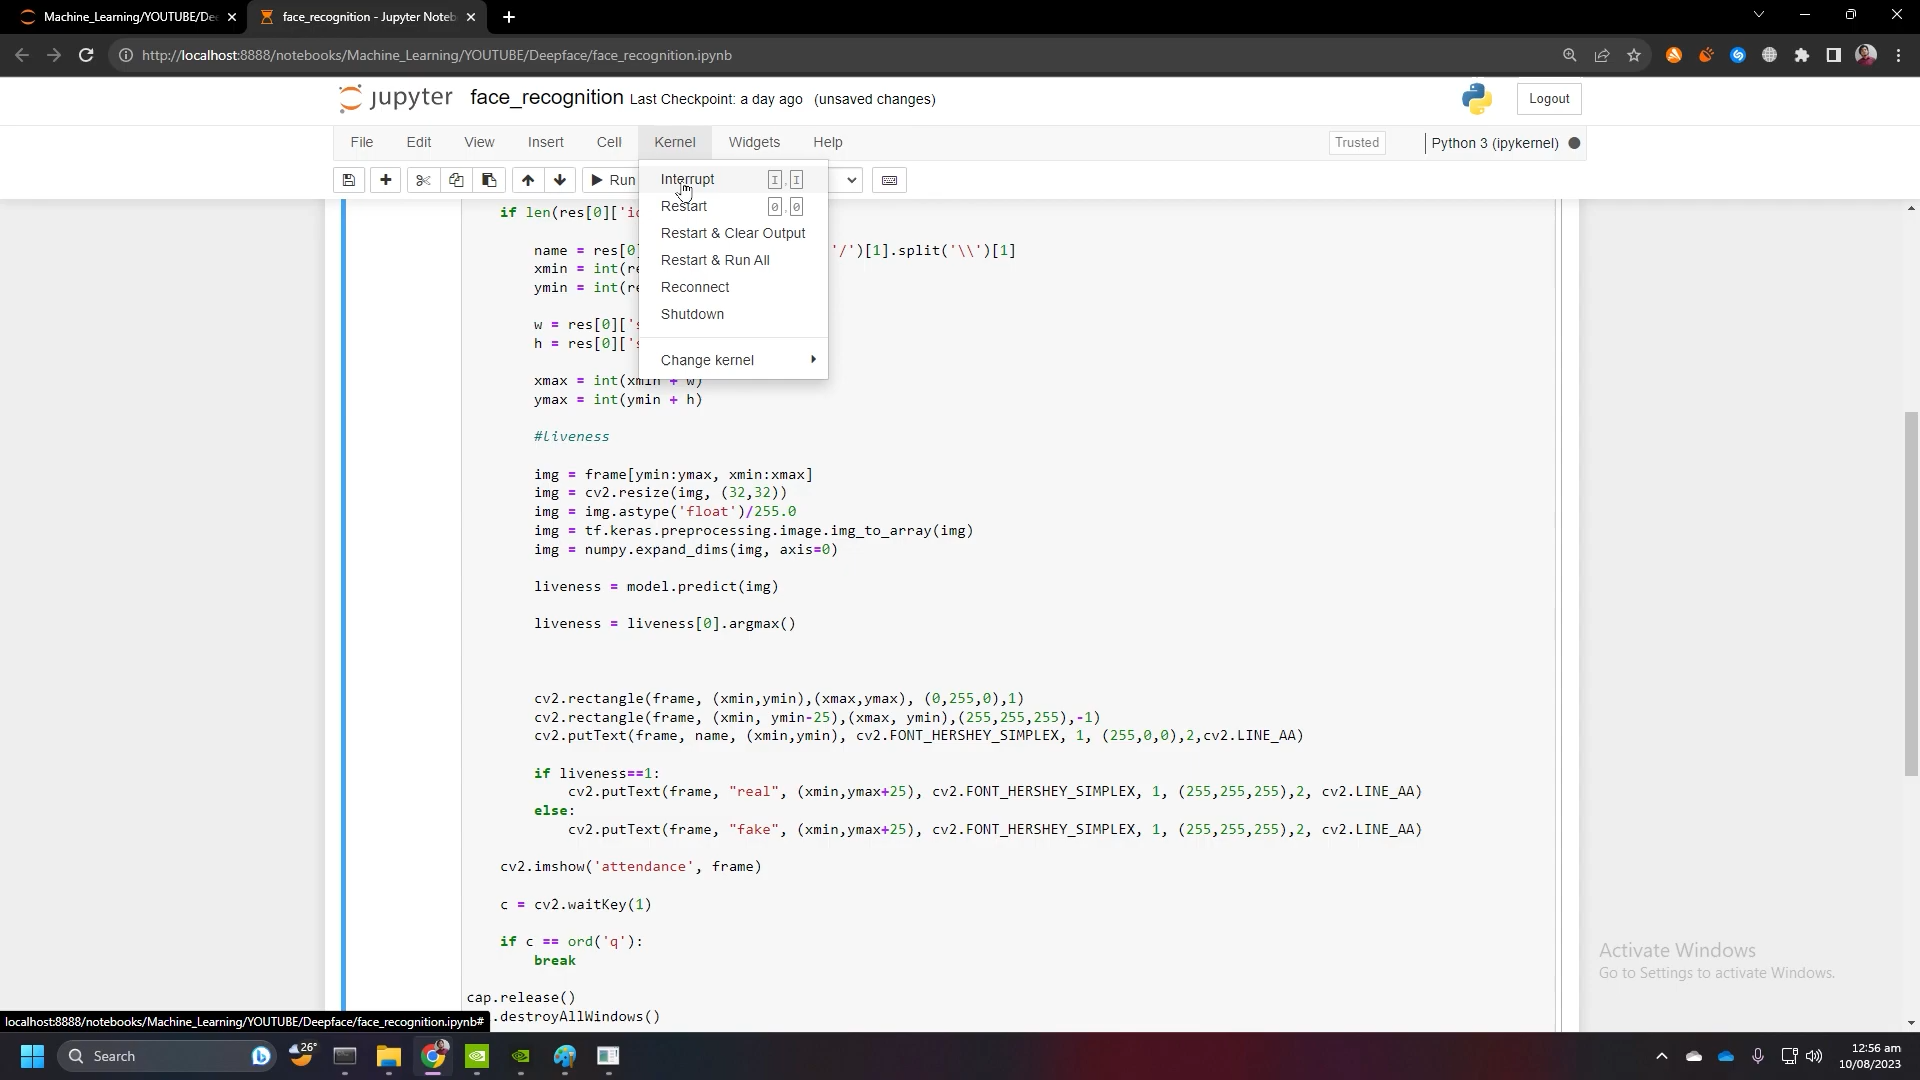 Machine_Learning/YOUTUBE/De
face_recognition - Jupyter Noteb
http://localhost:8888/notebooks/Machine_Learning/YOUTUBE/Deepface/face_recognition.ipynb
jupyter face_recognition Last Checkpoint: a day ago (unsaved changes)
Logout
File Edit View Insert Cell Kernel Widgets Help
Trusted
Python 3 (ipykernel)
Run
Interrupt I, I
Restart 0, 0
Restart & Clear Output
Restart & Run All
Reconnect
Shutdown
Change kernel
if len(res[0]['id
name = res[0] '/')[1].split('\\')[1]
xmin = int(re
ymin = int(re
w = res[0]['s
h = res[0]['s
xmax = int(xmin + w)
ymax = int(ymin + h)
#liveness
img = frame[ymin:ymax, xmin:xmax]
img = cv2.resize(img, (32,32))
img = img.astype('float')/255.0
img = tf.keras.preprocessing.image.img_to_array(img)
img = numpy.expand_dims(img, axis=0)
liveness = model.predict(img)
liveness = liveness[0].argmax()
cv2.rectangle(frame, (xmin,ymin),(xmax,ymax), (0,255,0),1)
cv2.rectangle(frame, (xmin, ymin-25),(xmax, ymin),(255,255,255),-1)
cv2.putText(frame, name, (xmin,ymin), cv2.FONT_HERSHEY_SIMPLEX, 1, (255,0,0),2,cv2.LINE_AA)
if liveness==1:
cv2.putText(frame, "real", (xmin,ymax+25), cv2.FONT_HERSHEY_SIMPLEX, 1, (255,255,255),2, cv2.LINE_AA)
else:
cv2.putText(frame, "fake", (xmin,ymax+25), cv2.FONT_HERSHEY_SIMPLEX, 1, (255,255,255),2, cv2.LINE_AA)
cv2.imshow('attendance', frame)
c = cv2.waitKey(1)
if c == ord('q'):
break
cap.release()
.destroyAllWindows()
Activate Windows
Go to Settings to activate Windows.
localhost:8888/notebooks/Machine_Learning/YOUTUBE/Deepface/face_recognition.ipynb#
Search
26°
12:56 am
10/08/2023